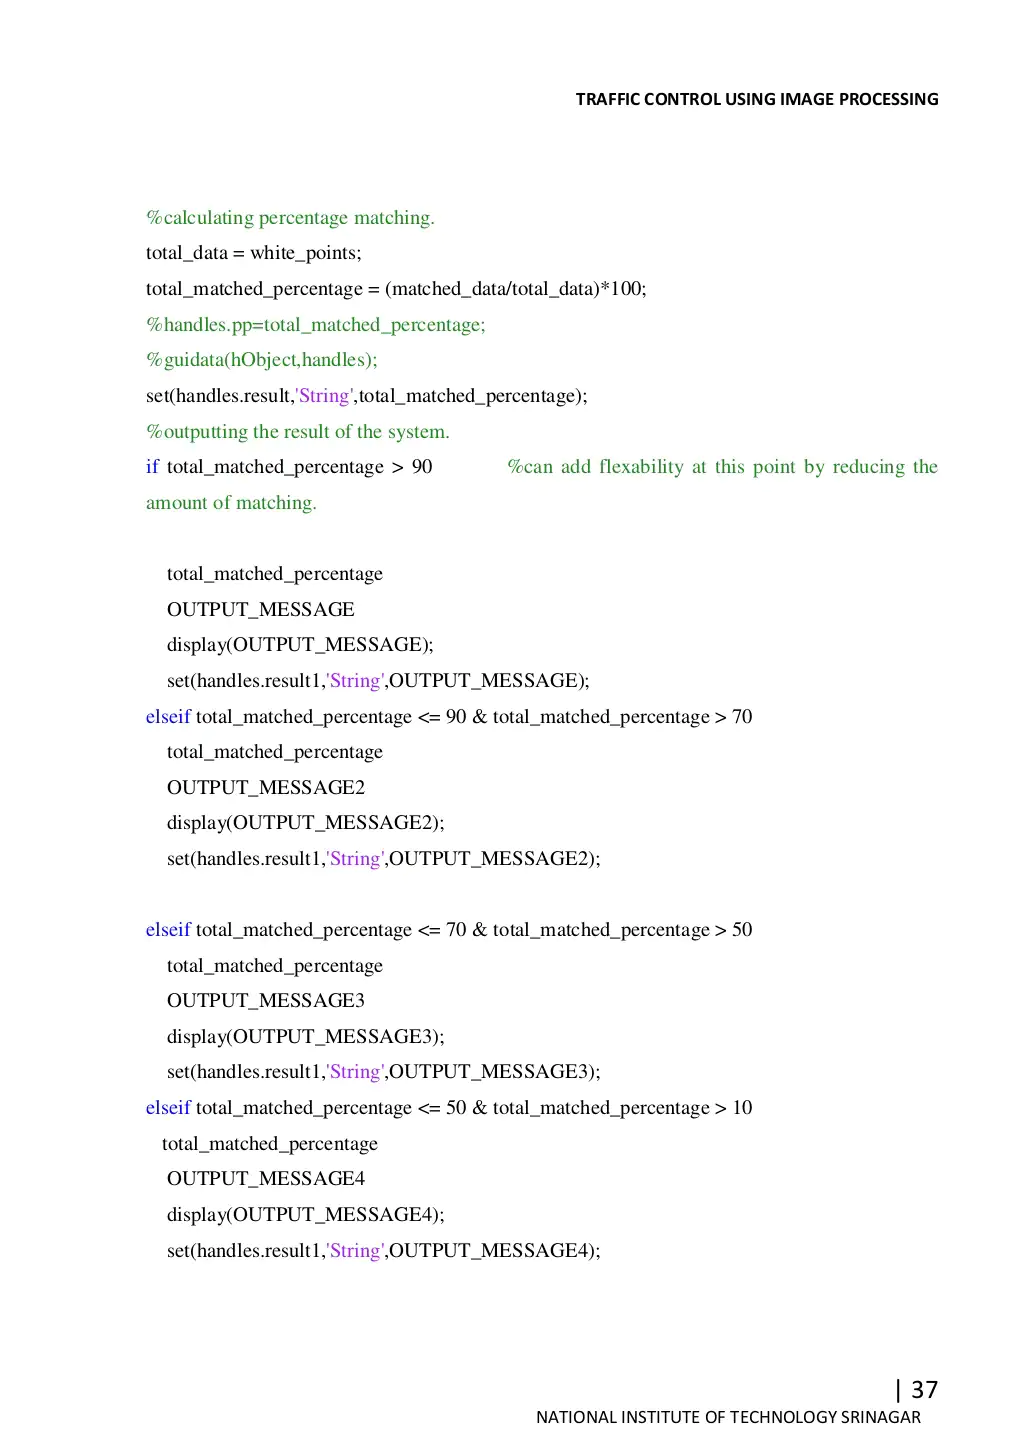 TRAFFIC CONTROL USING IMAGE PROCESSING
%calculating percentage matching.
total_data = white_points;
total_matched_percentage = (matched_data/total_data)*100;
%handles.pp=total_matched_percentage;
%guidata(hObject,handles);
set(handles.result,'String',total_matched_percentage);
%outputting the result of the system.
if total_matched_percentage > 90 %can add flexability at this point by reducing the
amount of matching.
total_matched_percentage
OUTPUT_MESSAGE
display(OUTPUT_MESSAGE);
set(handles.result1,'String',OUTPUT_MESSAGE);
elseif total_matched_percentage <= 90 & total_matched_percentage > 70
total_matched_percentage
OUTPUT_MESSAGE2
display(OUTPUT_MESSAGE2);
set(handles.result1,'String',OUTPUT_MESSAGE2);
elseif total_matched_percentage <= 70 & total_matched_percentage > 50
total_matched_percentage
OUTPUT_MESSAGE3
display(OUTPUT_MESSAGE3);
set(handles.result1,'String',OUTPUT_MESSAGE3);
elseif total_matched_percentage <= 50 & total_matched_percentage > 10
total_matched_percentage
OUTPUT_MESSAGE4
display(OUTPUT_MESSAGE4);
set(handles.result1,'String',OUTPUT_MESSAGE4);
| 37
NATIONAL INSTITUTE OF TECHNOLOGY SRINAGAR